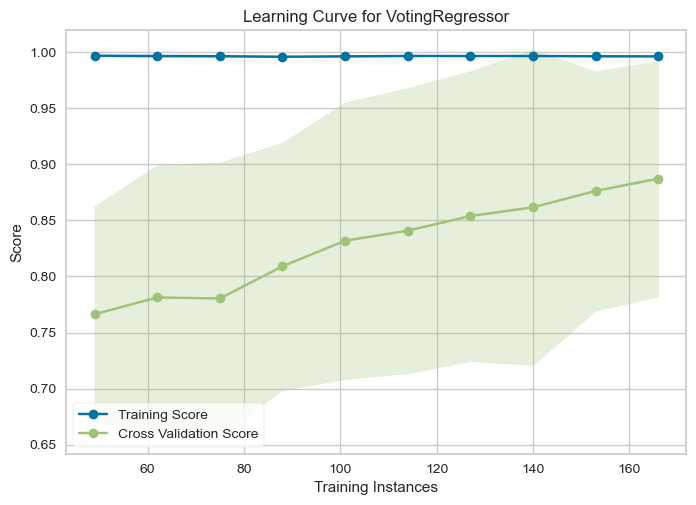 Learning Curve for VotingRegressor
1.00
0.95
0.90
0.85
0.80
0.75
0.70
0.65
Score
Training Score
Cross Validation Score
60
80
100
120
140
160
Training Instances